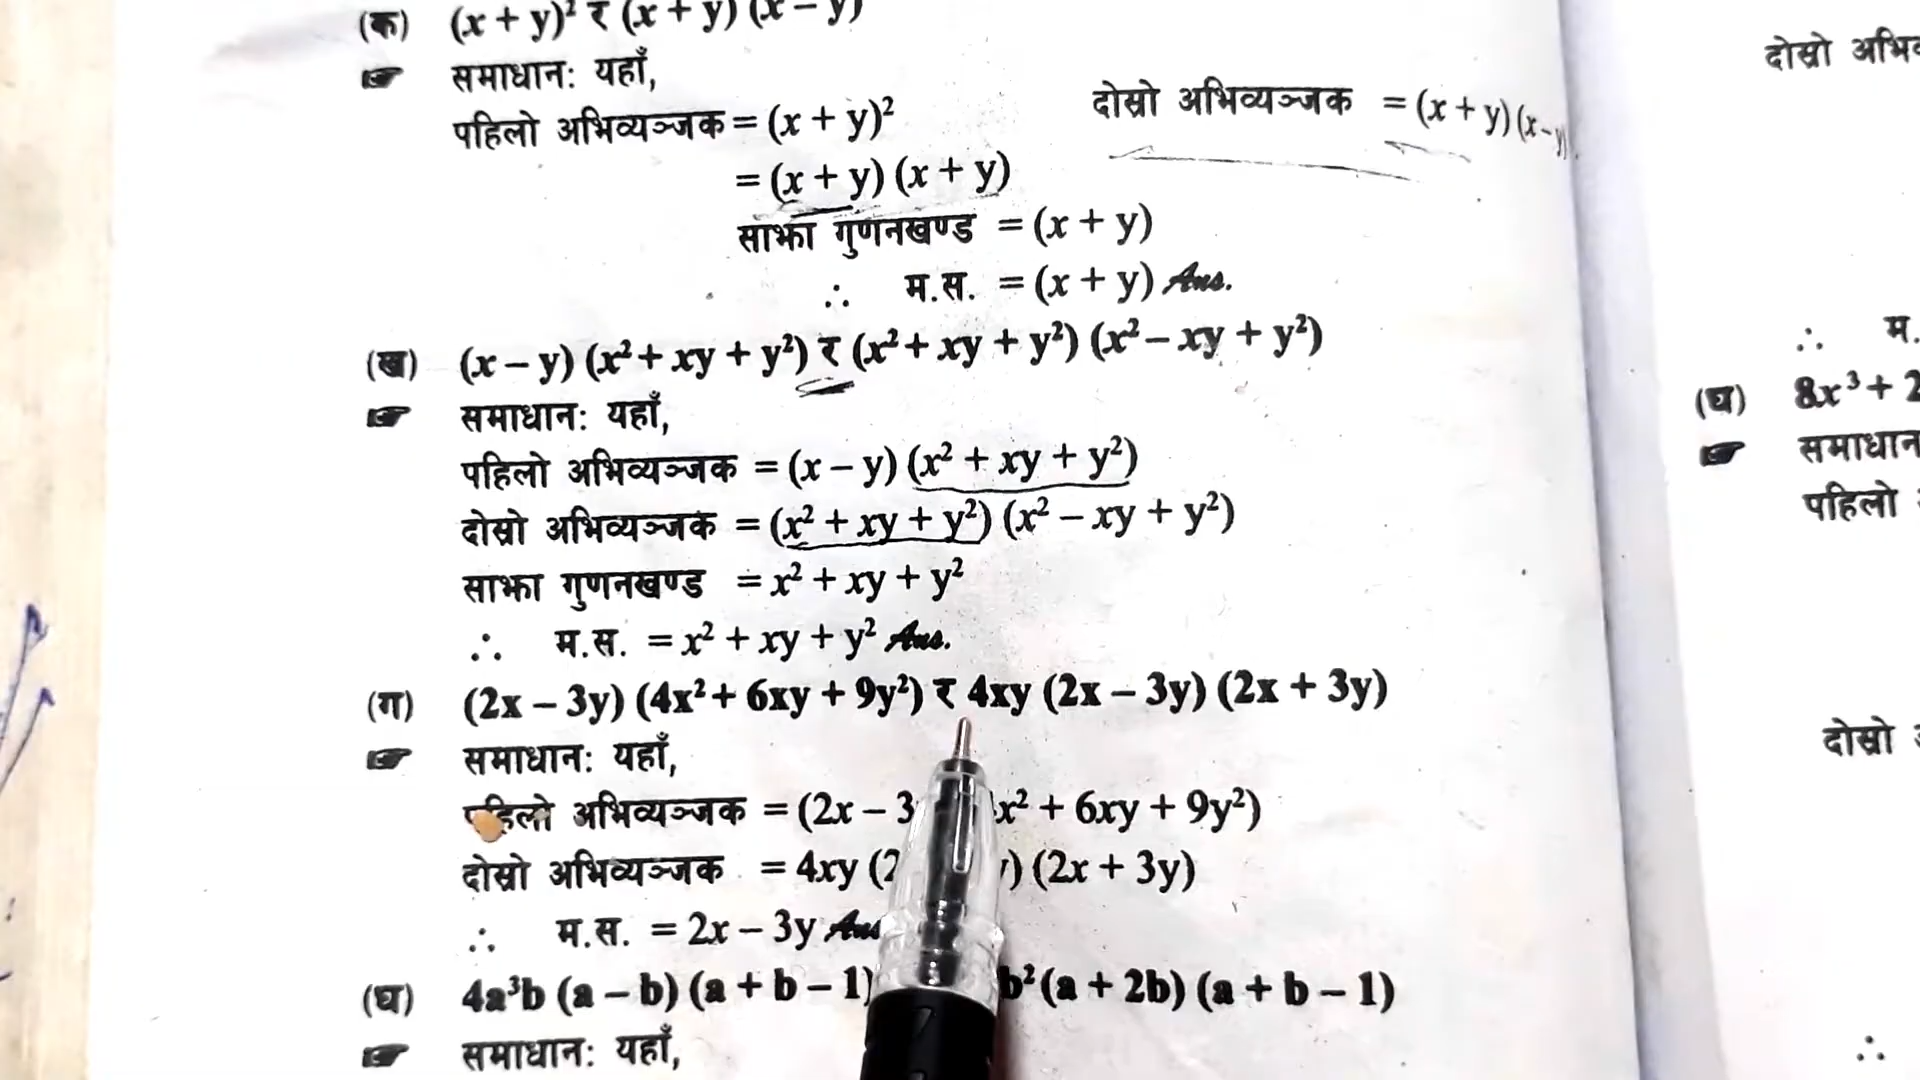 (क) (x + y)² र (x + y) (x – y)
☞ समाधान: यहाँ,
पहिलो अभिव्यञ्जक = (x + y)²
दोस्रो अभिव्यञ्जक = (x + y) (x – y)
= (x + y) (x + y)
साझा गुणनखण्ड = (x + y)
∴ म.स. = (x + y) Ans.
(ख) (x – y) (x² + xy + y²) र (x² + xy + y²) (x² – xy + y²)
☞ समाधान: यहाँ,
पहिलो अभिव्यञ्जक = (x – y) (x² + xy + y²)
दोस्रो अभिव्यञ्जक = (x² + xy + y²) (x² – xy + y²)
साझा गुणनखण्ड = x² + xy + y²
∴ म.स. = x² + xy + y² Ans.
(ग) (2x – 3y) (4x² + 6xy + 9y²) र 4xy (2x – 3y) (2x + 3y)
☞ समाधान: यहाँ,
पहिलो अभिव्यञ्जक = (2x – 3 x² + 6xy + 9y²)
दोस्रो अभिव्यञ्जक = 4xy (2 ) (2x + 3y)
∴ म.स. = 2x – 3y Ans
(घ) 4a³b (a – b) (a + b – 1) b² (a + 2b) (a + b – 1)
☞ समाधान: यहाँ,
दोस्रो
∴ म.
(घ) 8x³ + 2
☞ समाधान
पहिलो
दोस्रो
∴